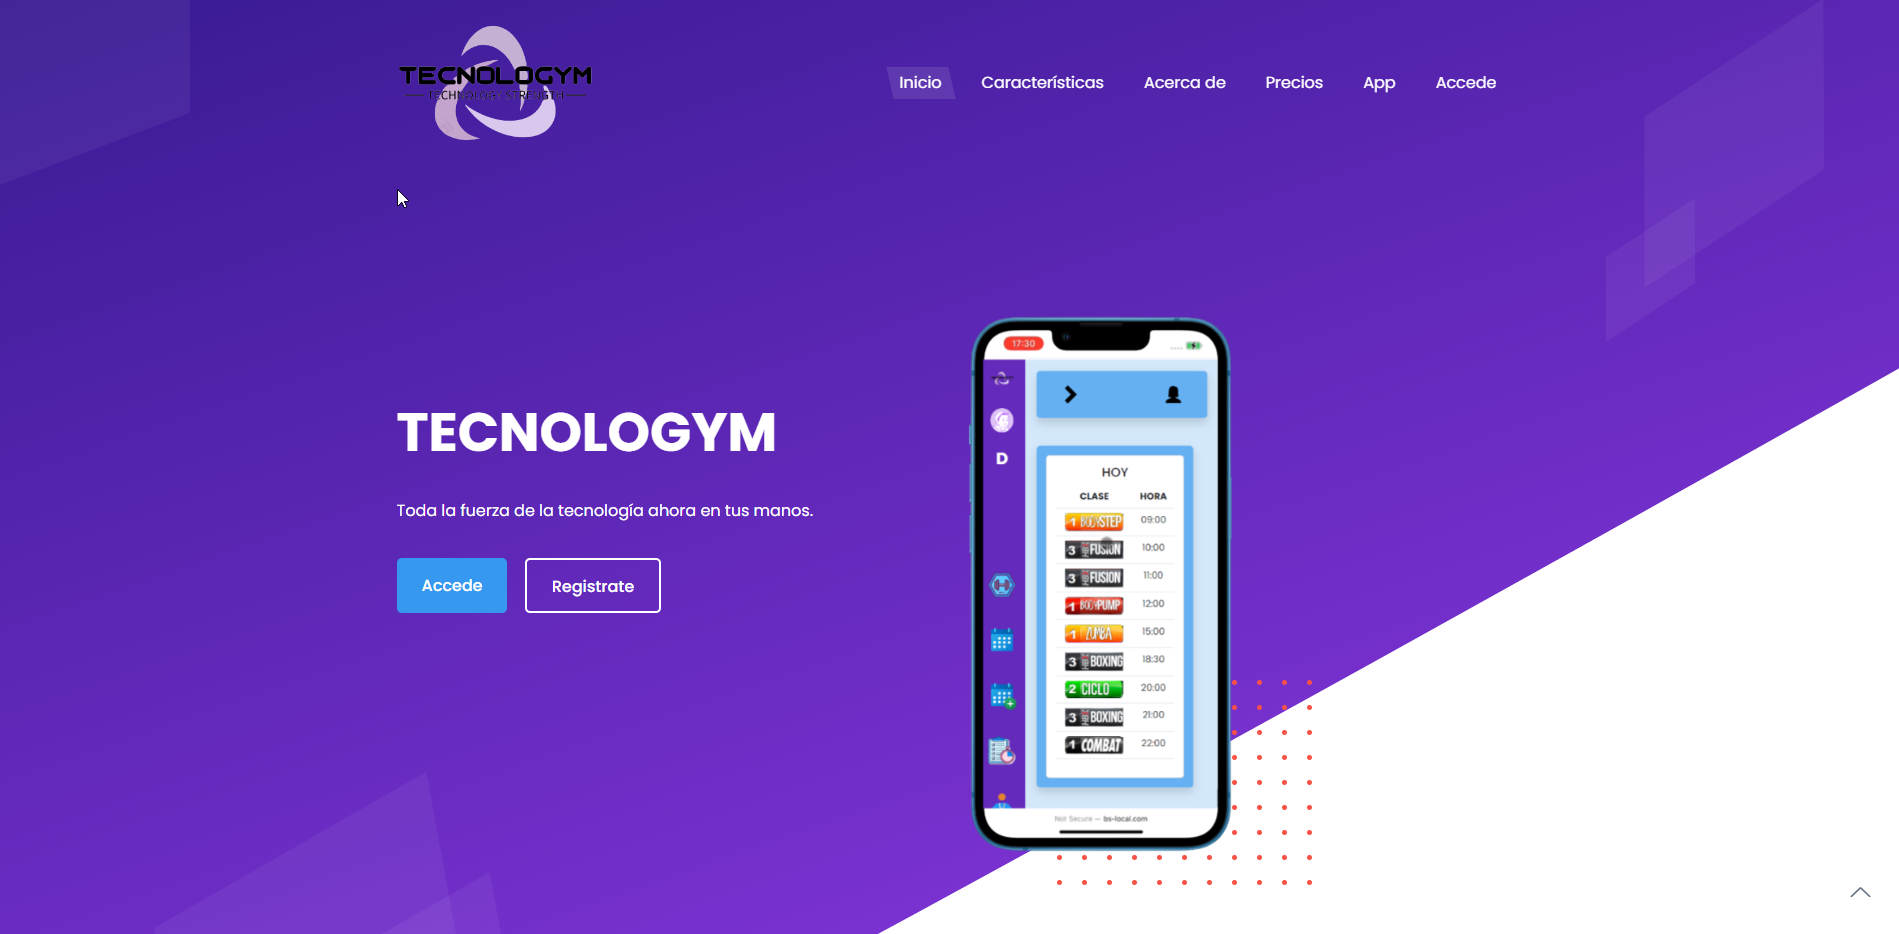 TECNOLOGYM
TECHNOLOGY STRENGTH
Inicio
Características
Acerca de
Precios
App
Accede
TECNOLOGYM
Toda la fuerza de la tecnología ahora en tus manos.
Accede
Registrate
17:30
D
HOY
CLASE HORA
1 BODYSTEP 09:00
3 FUSION 10:00
3 FUSION 11:00
1 BODYPUMP 12:00
1 ZUMBA 15:00
3 BOXING 18:30
2 CICLO 20:00
3 BOXING 21:00
1 COMBAT 22:00
Not Secure — bs-local.com